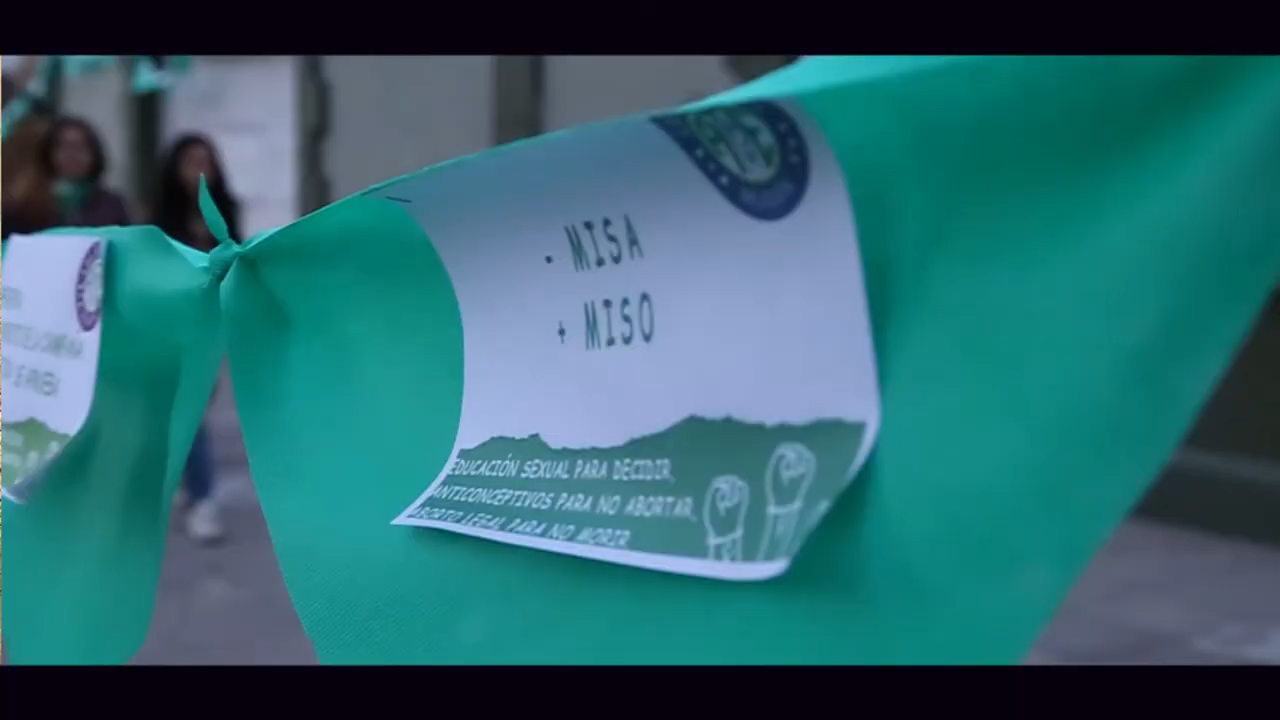 - MISA
+ MISO
EDUCACIÓN SEXUAL PARA DECIDIR,
ANTICONCEPTIVOS PARA NO ABORTAR,
ABORTO LEGAL PARA NO MORIR